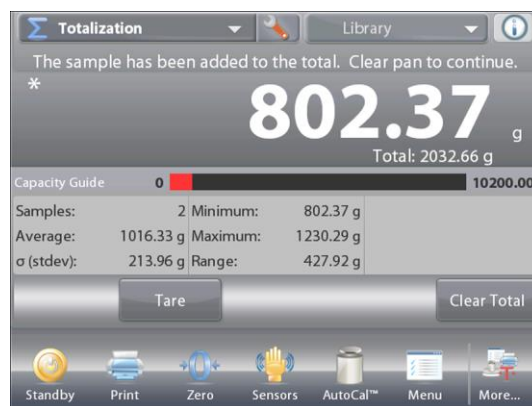 Σ Totalization Library
The sample has been added to the total. Clear pan to continue.
*
802.37 g
Total: 2032.66 g
Capacity Guide 0 10200.00
Samples: 2 Minimum: 802.37 g
Average: 1016.33 g Maximum: 1230.29 g
σ (stdev): 213.96 g Range: 427.92 g
Tare Clear Total
Standby Print Zero Sensors AutoCal™ Menu More...